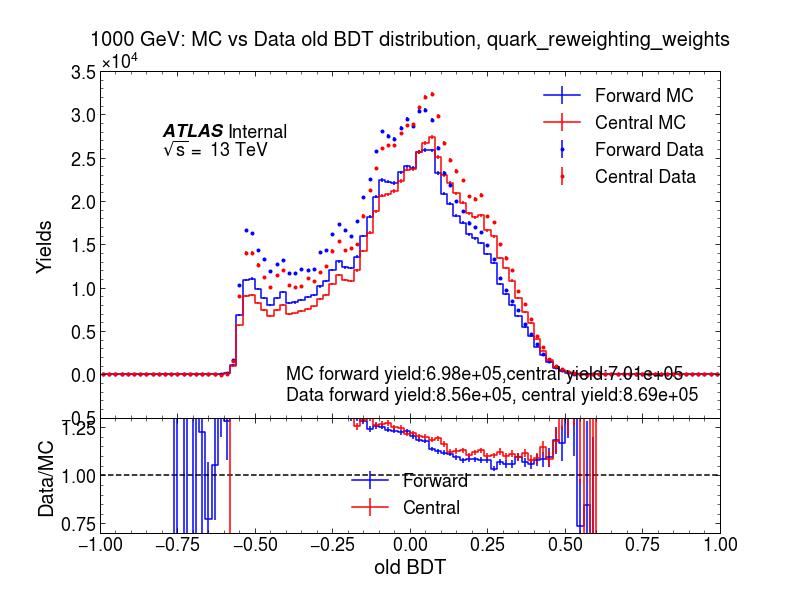 1000 GeV: MC vs Data old BDT distribution, quark_reweighting_weights
×10⁴
3.5
3.0
2.5
2.0
1.5
1.0
0.5
0.0
0.5
Yields
ATLAS Internal
√s = 13 TeV
Forward MC
Central MC
Forward Data
Central Data
MC forward yield:6.98e+05,central yield:7.01e+05
Data forward yield:8.56e+05, central yield:8.69e+05
1.25
1.00
0.75
Data/MC
Forward
Central
−1.00 −0.75 −0.50 −0.25 0.00 0.25 0.50 0.75 1.00
old BDT